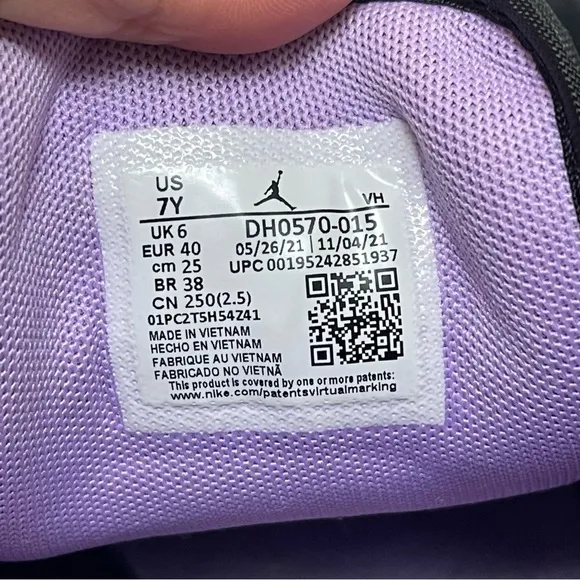 US
7Y
VH
UK 6
DH0570-015
EUR 40
05/26/21 | 11/04/21
cm 25
UPC 00195242851937
BR 38
CN 250(2.5)
01PC2T5H54Z41
MADE IN VIETNAM
HECHO EN VIETNAM
FABRIQUE AU VIETNAM
FABRICADO NO VIETNÃ
This product is covered by one or more patents:
www.nike.com/patentsvirtualmarking